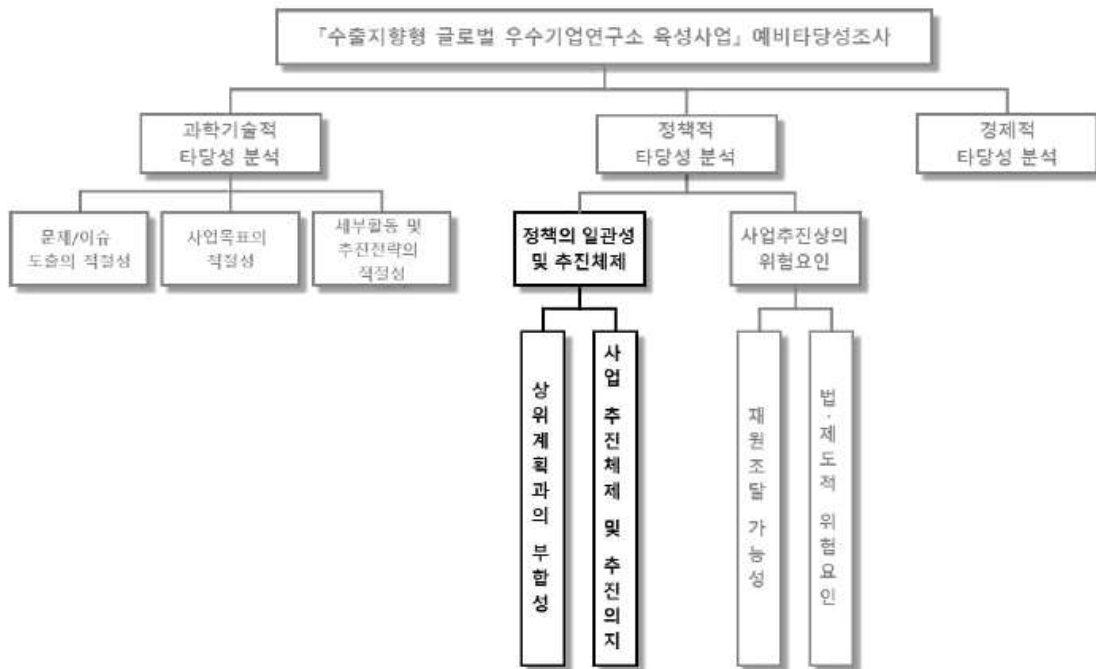 『수출지향형 글로벌 우수기업연구소 육성사업』 예비타당성조사
과학기술적
타당성 분석
정책적
타당성 분석
경제적
타당성 분석
문제/이슈
도출의 적절성
사업목표의
적절성
세부활동 및
추진전략의
적절성
정책의 일관성
및 추진체제
사업추진상의
위험요인
상위계획과의 부합성
사업 추진체제 및 추진의지
재원조달 가능성
법·제도적 위험요인